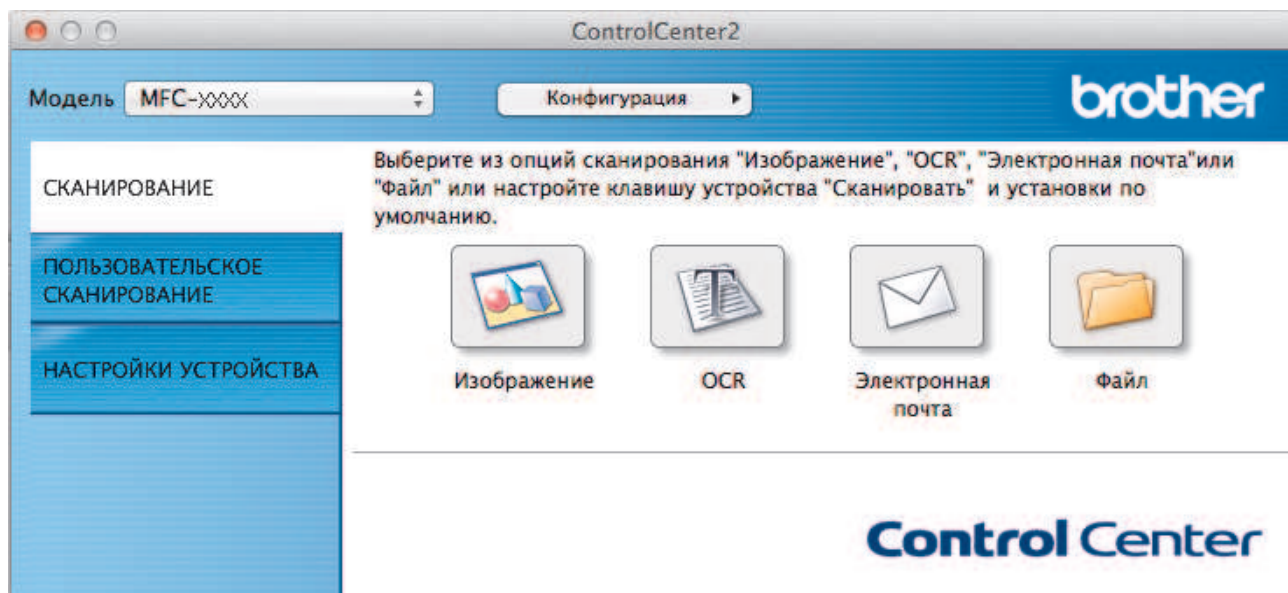 ControlCenter2
Модель MFC-XXXX Конфигурация
brother
СКАНИРОВАНИЕ
ПОЛЬЗОВАТЕЛЬСКОЕ
СКАНИРОВАНИЕ
НАСТРОЙКИ УСТРОЙСТВА
Выберите из опций сканирования "Изображение", "OCR", "Электронная почта"или
"Файл" или настройте клавишу устройства "Сканировать" и установки по
умолчанию.
Изображение
OCR
Электронная
почта
Файл
Control Center